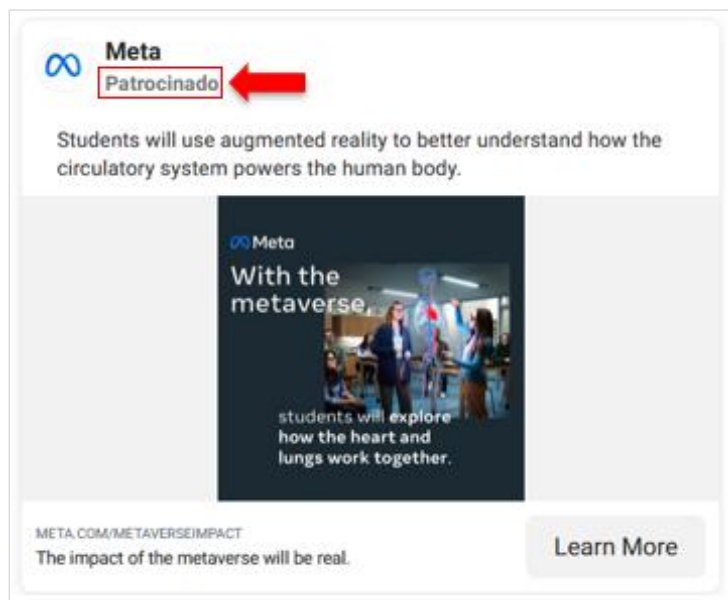 Meta
Patrocinado
Students will use augmented reality to better understand how the
circulatory system powers the human body.
Meta
With the
metaverse,
students will explore
how the heart and
lungs work together.
META.COM/METAVERSEIMPACT
The impact of the metaverse will be real.
Learn More